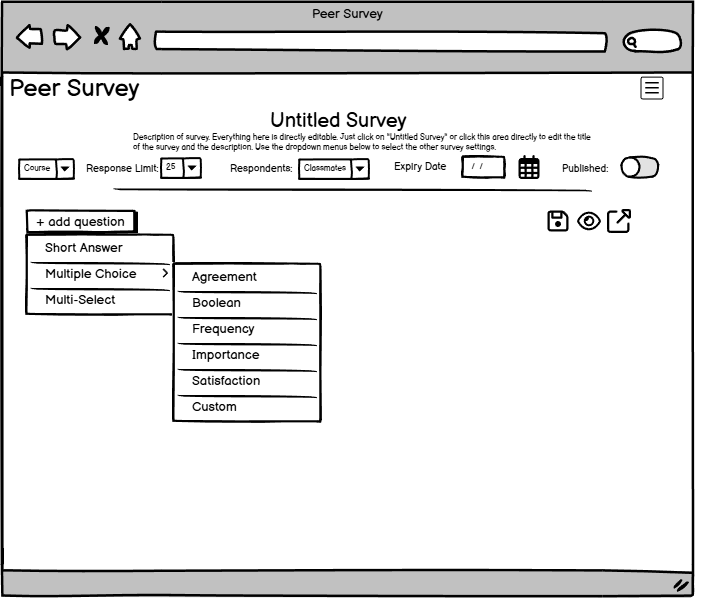 Peer Survey
Peer Survey
Untitled Survey
Description of survey. Everything here is directly editable. Just click on "Untitled Survey" or click this area directly to edit the title
of the survey and the description. Use the dropdown menus below to select the other survey settings.
Course Response Limit: 25 Respondents: Classmates Expiry Date / / Published:
+ add question
Short Answer
Multiple Choice >
Multi-Select
Agreement
Boolean
Frequency
Importance
Satisfaction
Custom